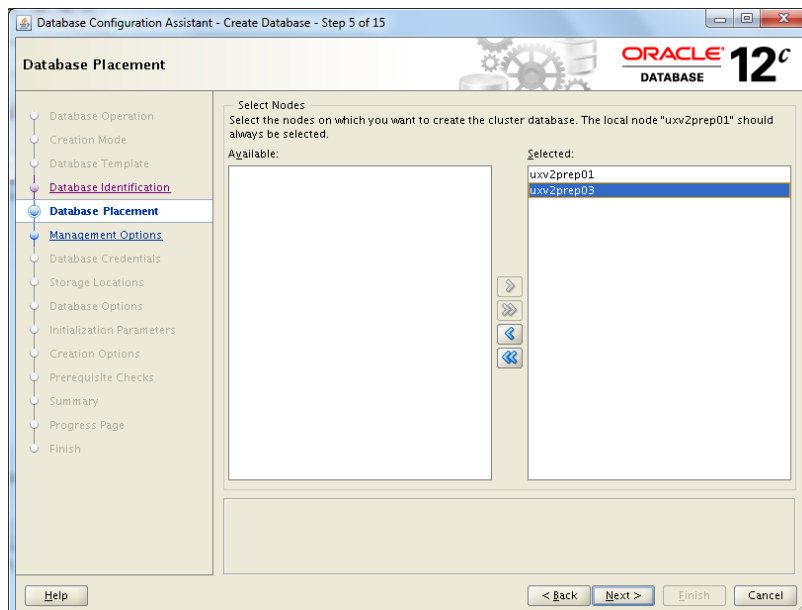 Database Configuration Assistant - Create Database - Step 5 of 15
Database Placement
ORACLE
DATABASE
12c
Database Operation
Creation Mode
Database Template
Database Identification
Database Placement
Management Options
Database Credentials
Storage Locations
Database Options
Initialization Parameters
Creation Options
Prerequisite Checks
Summary
Progress Page
Finish
Select Nodes
Select the nodes on which you want to create the cluster database. The local node "uxv2prep01" should
always be selected.
Available:
Selected:
uxv2prep01
uxv2prep03
Help
< Back
Next >
Finish
Cancel